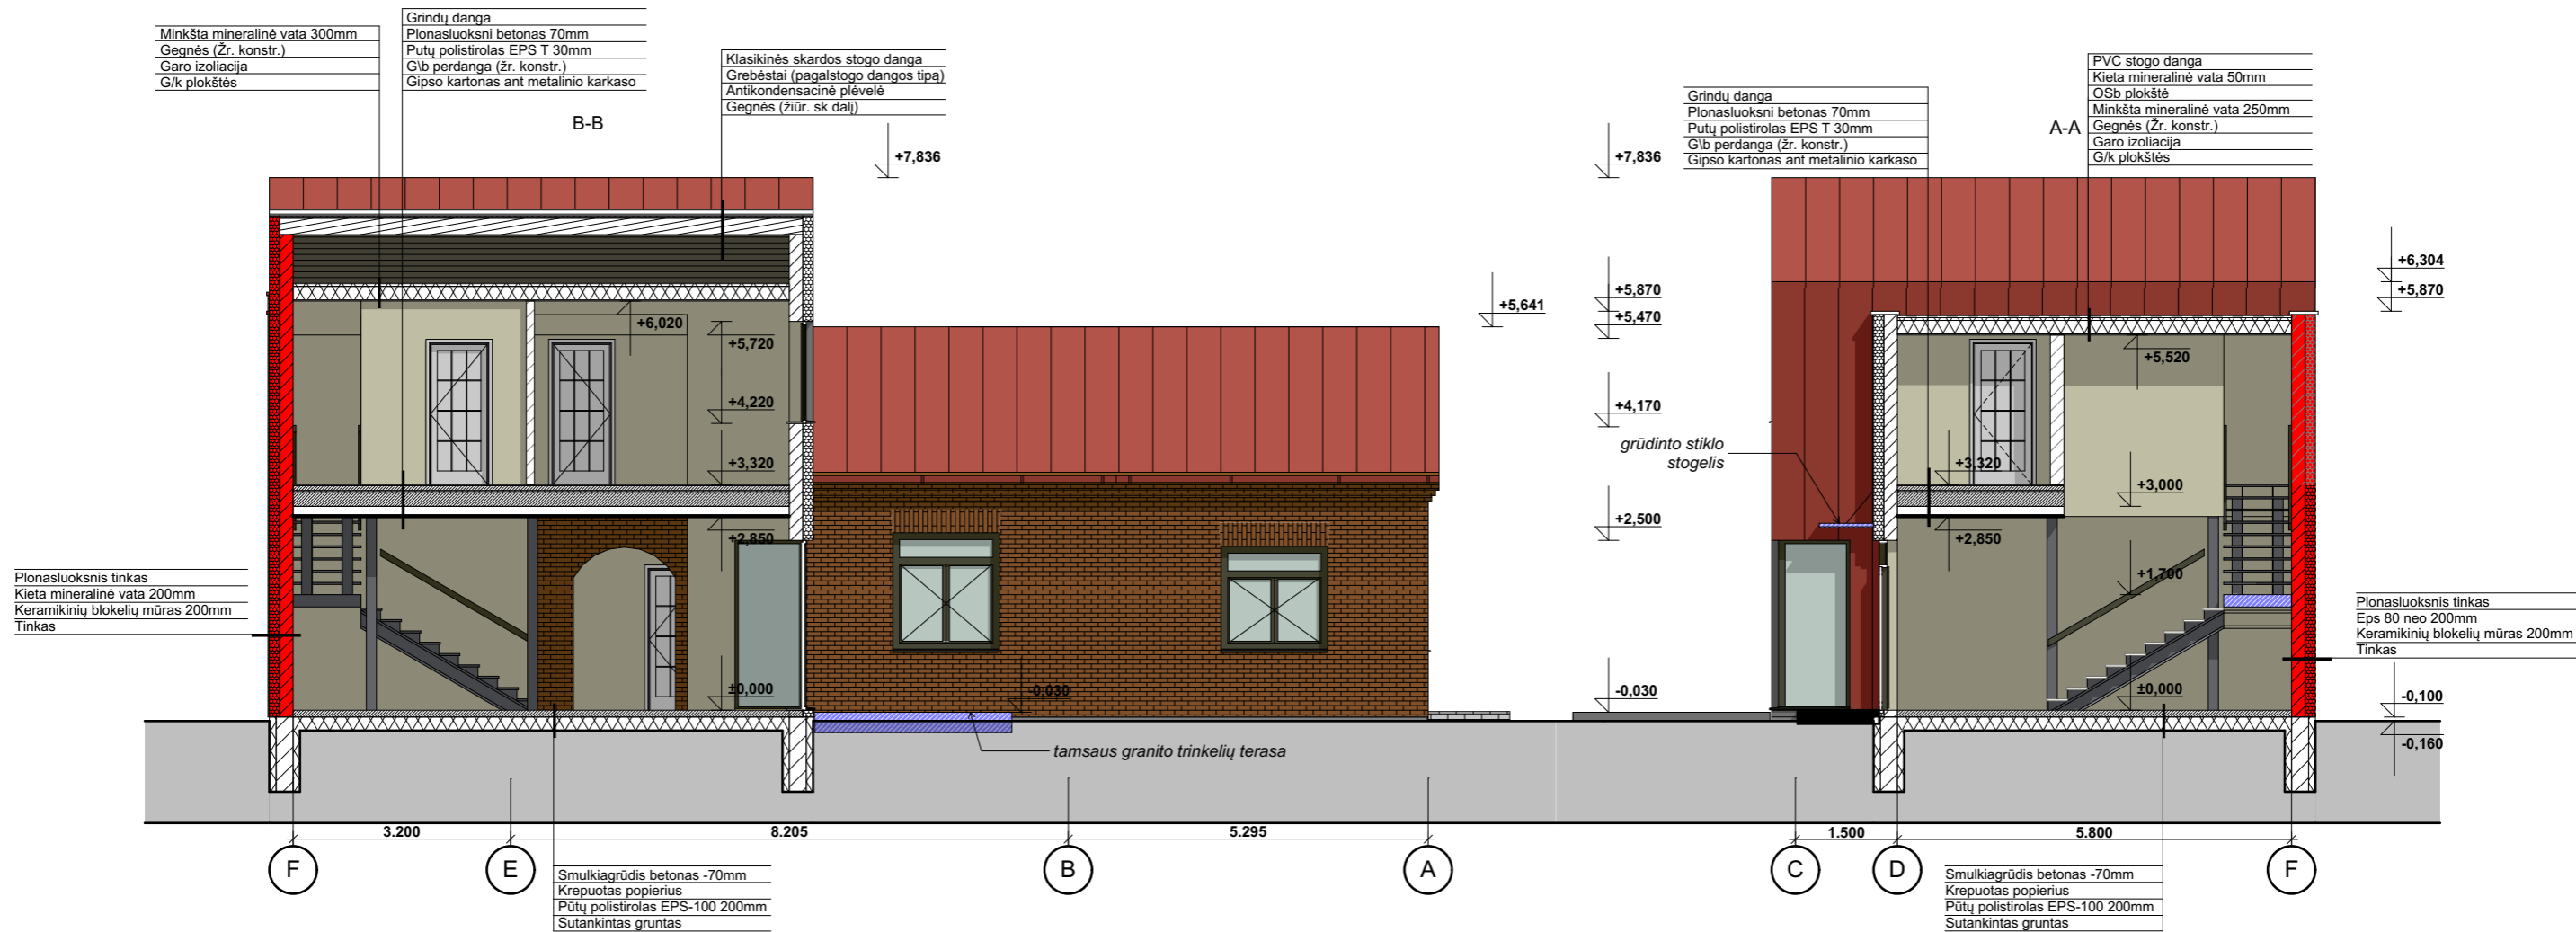 Minkšta mineralinė vata 300mm
Gegnės (Žr. konstr.)
Garo izoliacija
G/k plokštės
Grindų danga
Plonasluoksni betonas 70mm
Putų polistirolas EPS T 30mm
G\b perdanga (žr. konstr.)
Gipso kartonas ant metalinio karkaso
B-B
Klasikinės skardos stogo danga
Grebėstai (pagalstogo dangos tipą)
Antikondensacinė plėvelė
Gegnės (žiūr. sk dalį)
+7,836
+5,641
+6,020
+5,720
+4,220
+3,320
+2,850
±0,000
-0,030
Plonasluoksnis tinkas
Kieta mineralinė vata 200mm
Keramikinių blokelių mūras 200mm
Tinkas
tamsaus granito trinkelių terasa
3.200
8.205
5.295
F
E
B
A
Smulkiagrūdis betonas -70mm
Krepuotas popierius
Pūtų polistirolas EPS-100 200mm
Sutankintas gruntas
Grindų danga
Plonasluoksni betonas 70mm
Putų polistirolas EPS T 30mm
G\b perdanga (žr. konstr.)
Gipso kartonas ant metalinio karkaso
A-A
PVC stogo danga
Kieta mineralinė vata 50mm
OSb plokštė
Minkšta mineralinė vata 250mm
Gegnės (Žr. konstr.)
Garo izoliacija
G/k plokštės
+7,836
+5,870
+5,470
+4,170
+2,500
-0,030
grūdinto stiklo
stogelis
+5,520
+3,320
+3,000
+2,850
+1,700
±0,000
+6,304
+5,870
-0,100
-0,160
Plonasluoksnis tinkas
Eps 80 neo 200mm
Keramikinių blokelių mūras 200mm
Tinkas
1.500
5.800
C
D
F
Smulkiagrūdis betonas -70mm
Krepuotas popierius
Pūtų polistirolas EPS-100 200mm
Sutankintas gruntas